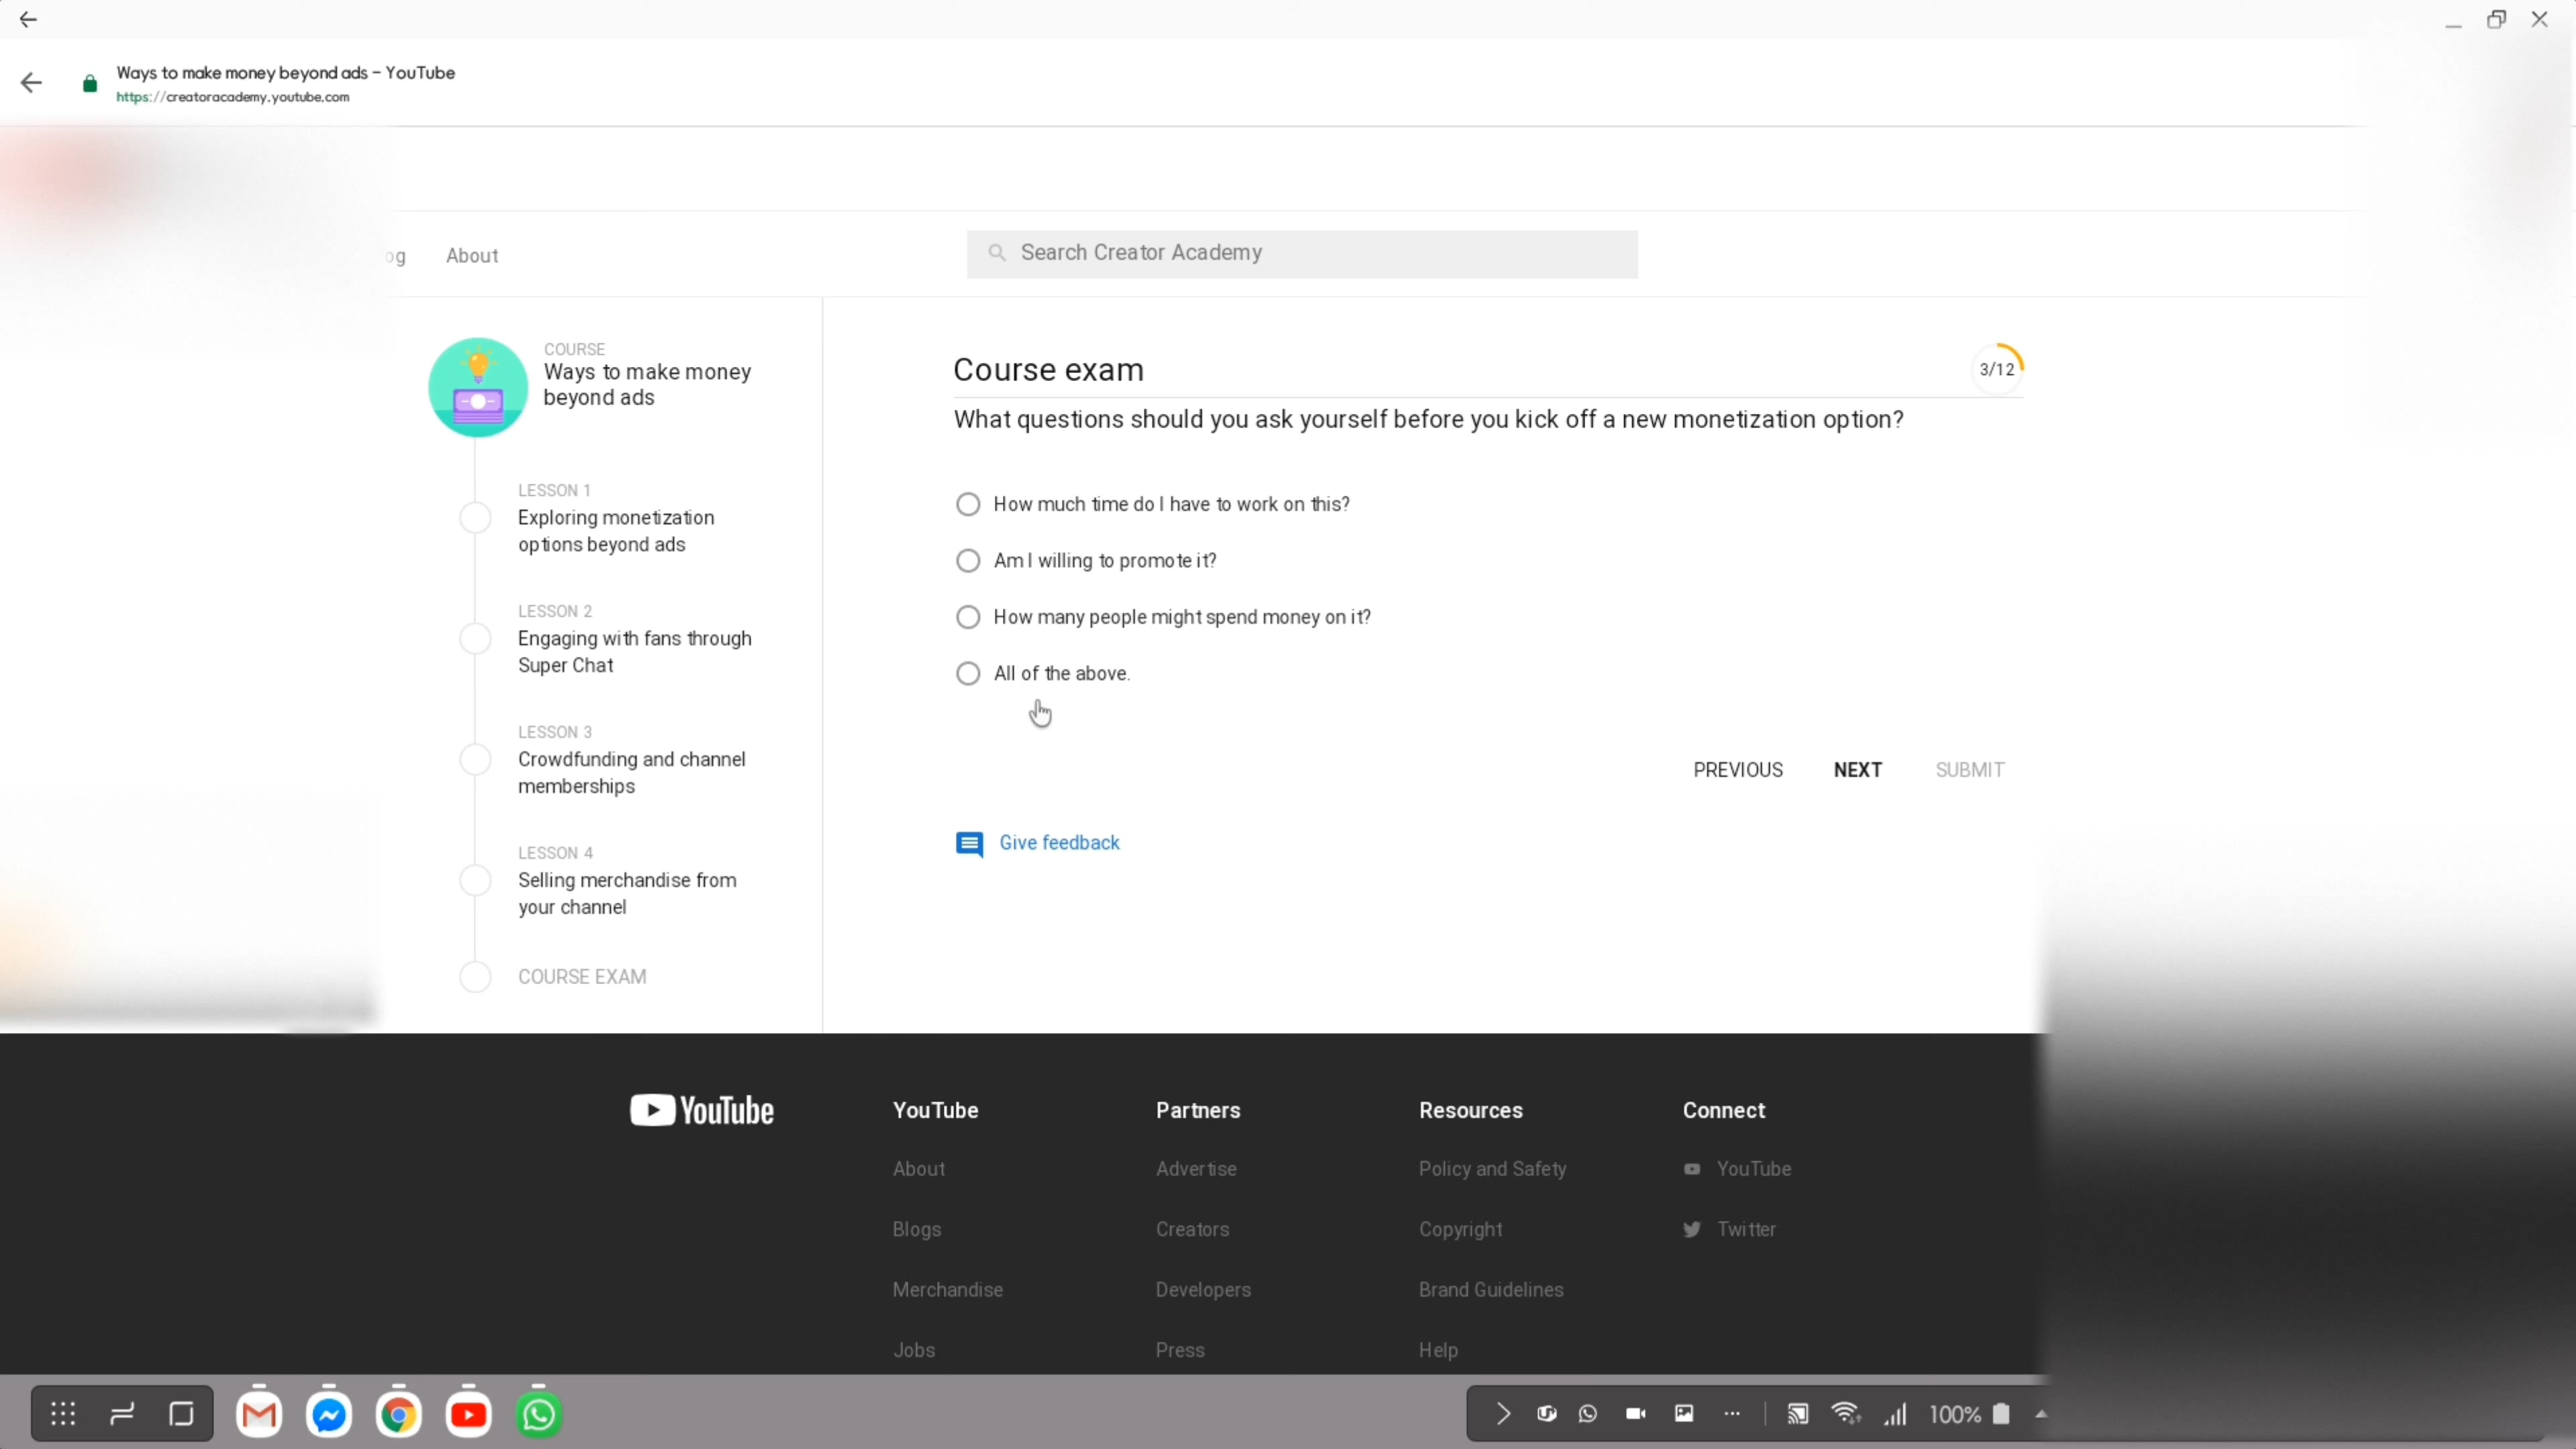 Ways to make money beyond ads – YouTube
https://creatoracademy.youtube.com
og About
Search Creator Academy
COURSE
Ways to make money
beyond ads
LESSON 1
Exploring monetization
options beyond ads
LESSON 2
Engaging with fans through
Super Chat
LESSON 3
Crowdfunding and channel
memberships
LESSON 4
Selling merchandise from
your channel
COURSE EXAM
Course exam
3/12
What questions should you ask yourself before you kick off a new monetization option?
How much time do I have to work on this?
Am I willing to promote it?
How many people might spend money on it?
All of the above.
PREVIOUS NEXT SUBMIT
Give feedback
YouTube
YouTube Partners Resources Connect
About Advertise Policy and Safety YouTube
Blogs Creators Copyright Twitter
Merchandise Developers Brand Guidelines
Jobs Press Help
100%